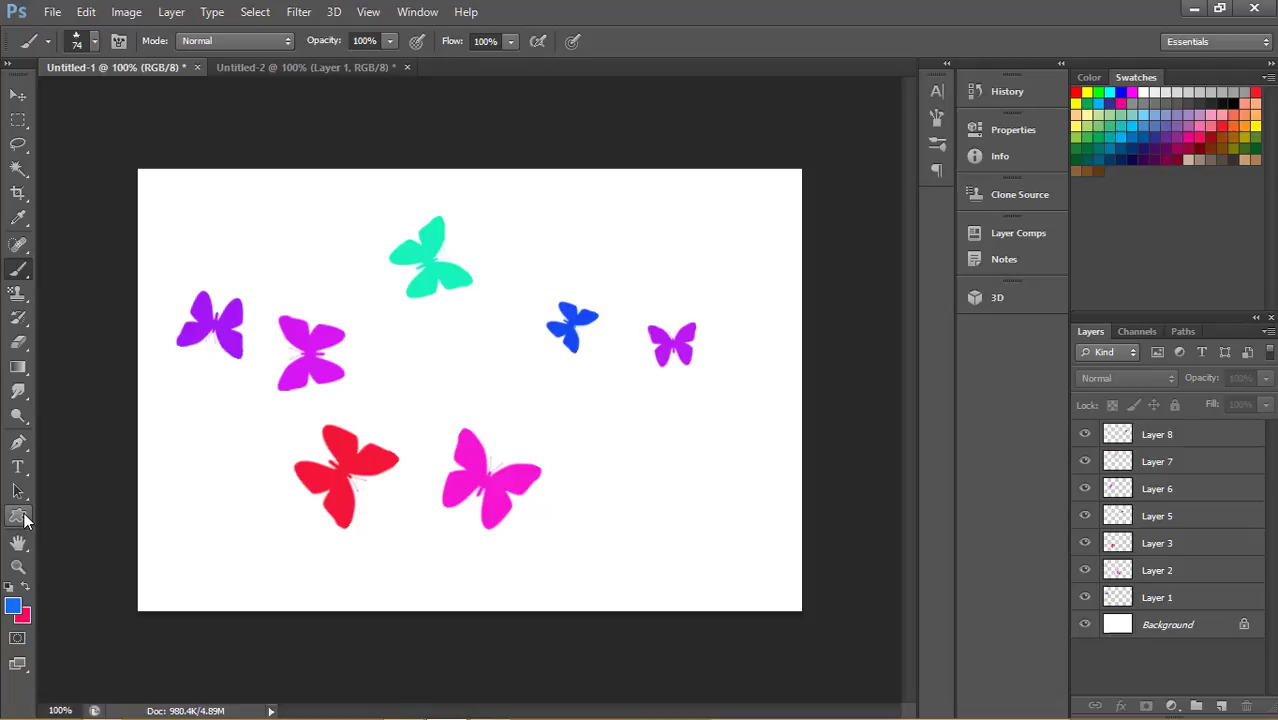 Ps File Edit Image Layer Type Select Filter 3D View Window Help
74 Mode: Normal Opacity: 100% Flow: 100% Essentials
Untitled-1 @ 100% (RGB/8) * × Untitled-2 @ 100% (Layer 1, RGB/8) * ×
Color Swatches
History
Properties
Info
Clone Source
Layer Comps
Notes
3D
Layers Channels Paths
Kind
Normal Opacity: 100%
Lock: Fill: 100%
Layer 8
Layer 7
Layer 6
Layer 5
Layer 3
Layer 2
Layer 1
Background
100% Doc: 980.4K/4.89M